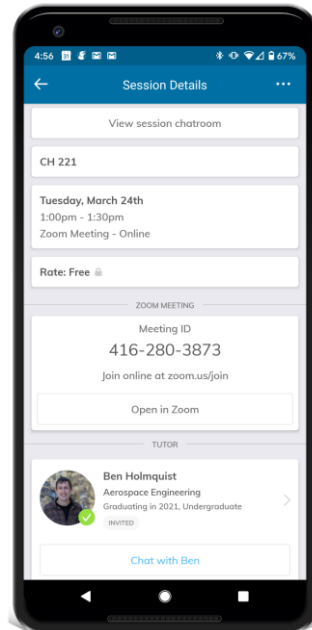 4:56
67%
Session Details
View session chatroom
CH 221
Tuesday, March 24th
1:00pm - 1:30pm
Zoom Meeting - Online
Rate: Free
ZOOM MEETING
Meeting ID
416-280-3873
Join online at zoom.us/join
Open in Zoom
TUTOR
Ben Holmquist
Aerospace Engineering
Graduating in 2021, Undergraduate
INVITED
Chat with Ben